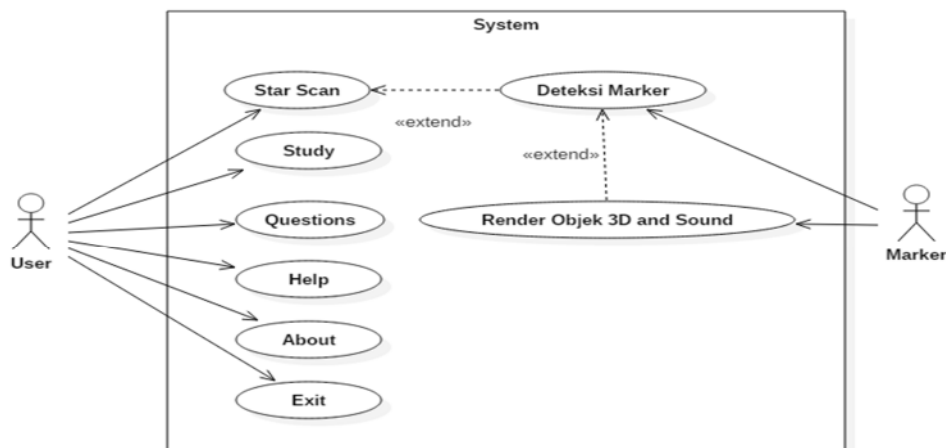 System
Star Scan
Deteksi Marker
«extend»
Study
«extend»
Questions
Render Objek 3D and Sound
User
Marker
Help
About
Exit